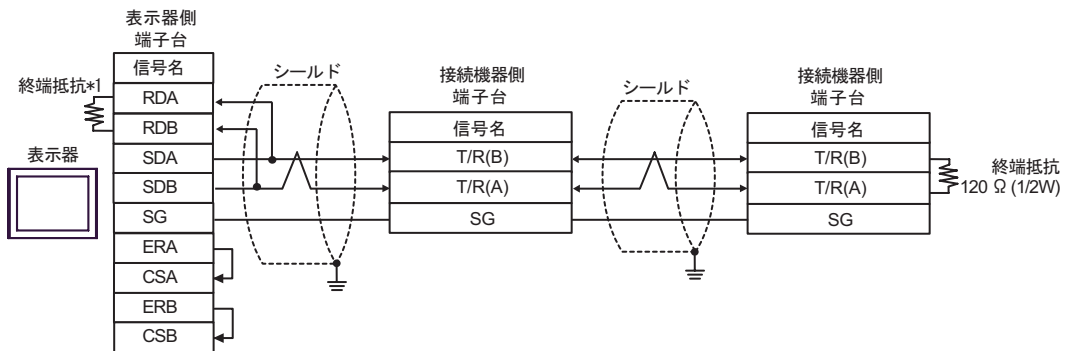 表示器側
端子台
信号名
終端抵抗*1
RDA
RDB
SDA
SDB
SG
ERA
CSA
ERB
CSB
表示器
シールド
接続機器側
端子台
信号名
T/R(B)
T/R(A)
SG
シールド
接続機器側
端子台
信号名
T/R(B)
T/R(A)
SG
終端抵抗
120 Ω (1/2W)